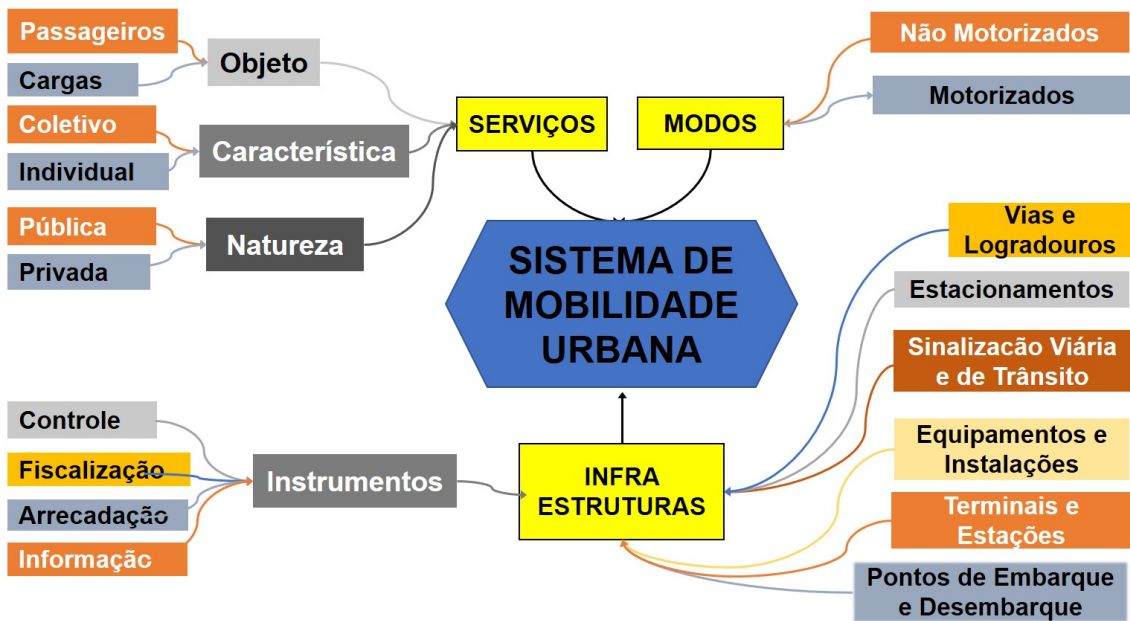 Passageiros
Cargas
Objeto
Coletivo
Individual
Característica
Pública
Privada
Natureza
SERVIÇOS
MODOS
Não Motorizados
Motorizados
SISTEMA DE
MOBILIDADE
URBANA
Vias e
Logradouros
Estacionamentos
Sinalizacão Viária
e de Trânsito
Equipamentos e
Instalações
Terminais e
Estações
Pontos de Embarque
e Desembarque
INFRA
ESTRUTURAS
Instrumentos
Controle
Fiscalização
Arrecadação
Informação